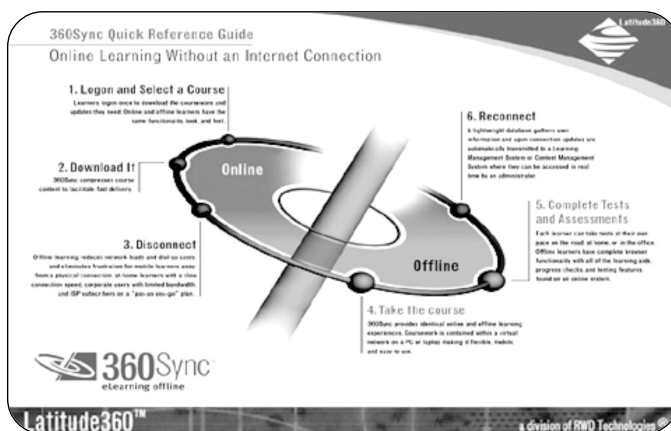 360Sync Quick Reference Guide
Online Learning Without an Internet Connection
Latitude360
1. Logon and Select a Course
Learners logon once to download the courseware and
updates they need. Online and offline learners have the
same functionality, look, and feel.
2. Download It
360Sync compresses course
content to facilitate fast delivery.
3. Disconnect
Offline learning reduces network loads and dial-up users
and eliminates frustration for mobile learners away
from a physical connection, at-home learners with a slow
connection speed, corporate users with limited bandwidth
and ISP subscribers on a "pay-as-you-go" plan.
Online
Offline
4. Take the course
360Sync provides identical online and offline learning
experiences. Coursework is contained within a virtual
network on a PC or laptop making it flexible, mobile,
and easy to use.
5. Complete Tests
and Assessments
Each learner can take tests at their own
pace on the road, at home, or in the office.
Offline learners have complete browser
functionality with all of the learning aids,
progress checks, and testing features
found on an online system.
6. Reconnect
A lightweight database gathers user
information and upon connection updates are
automatically transmitted to a Learning
Management System or Content Management
System where they can be accessed in real
time by an administrator.
360Sync™
eLearning offline
Latitude360™
a division of RWD Technologies